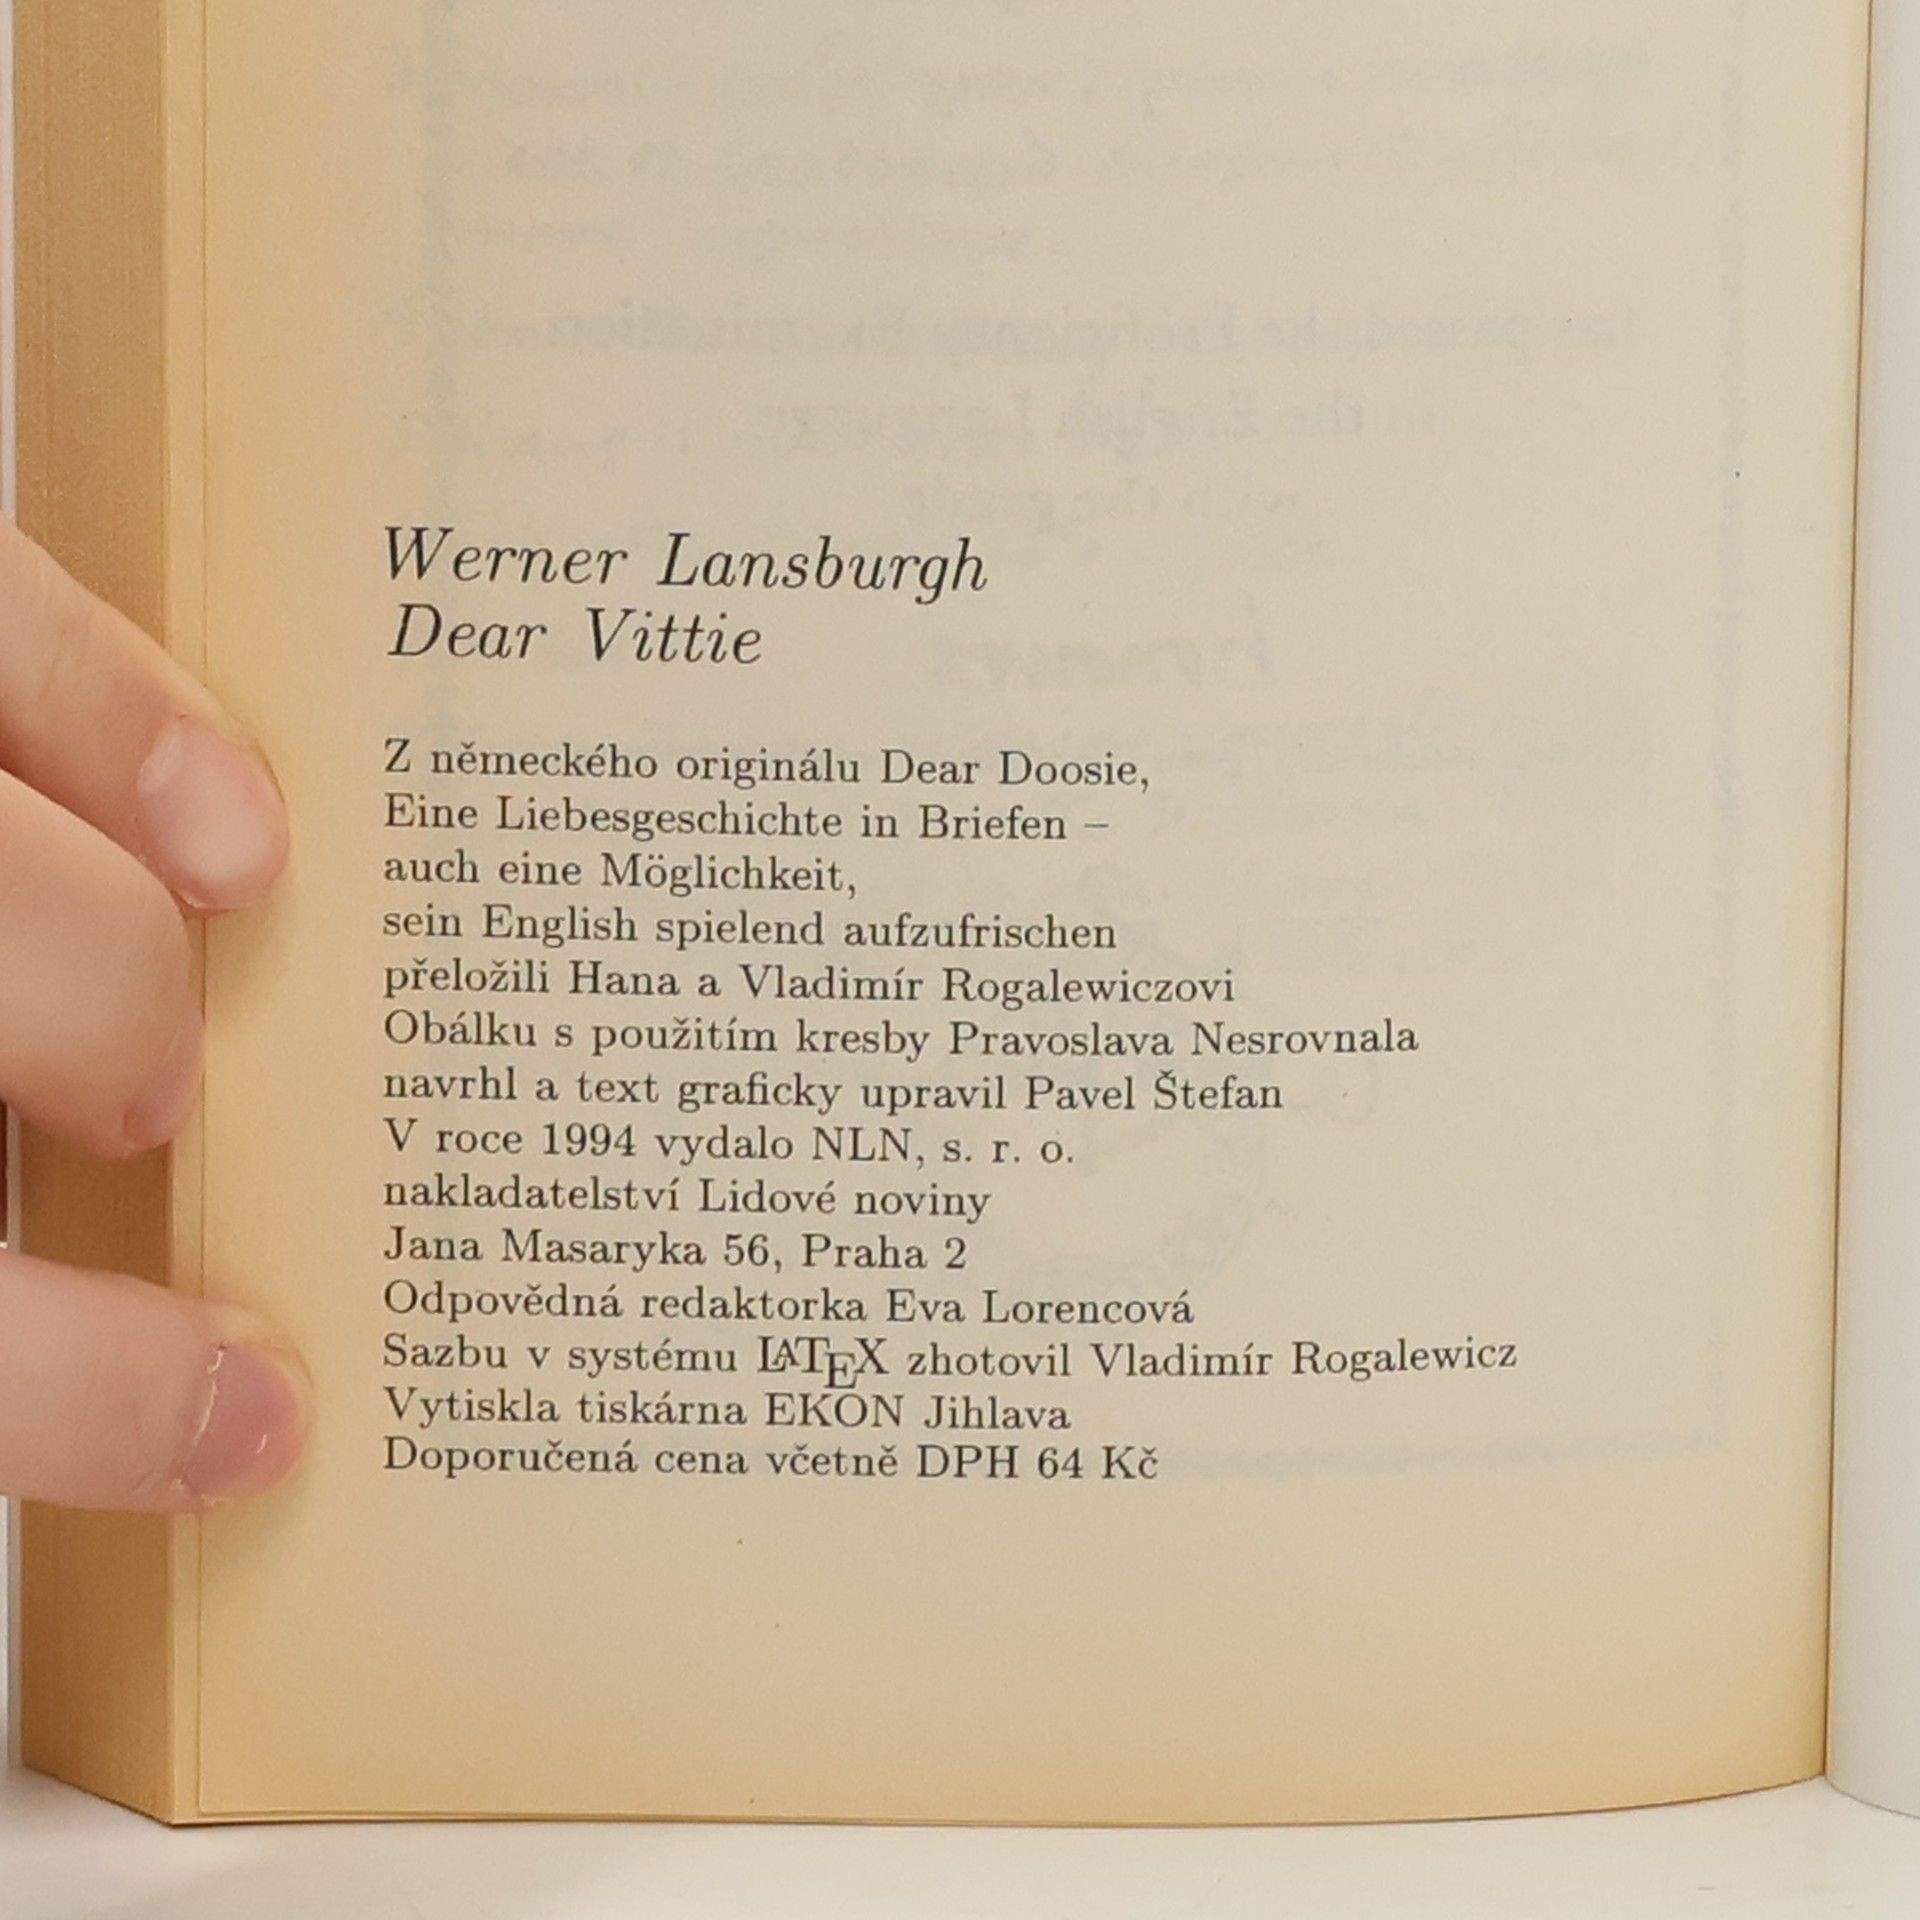 Werner Lansburgh
Dear Vittie
Z německého originálu Dear Doosie,
Eine Liebesgeschichte in Briefen –
auch eine Möglichkeit,
sein English spielend aufzufrischen
přeložili Hana a Vladimír Rogalewiczovi
Obálku s použitím kresby Pravoslava Nesrovnala
navrhl a text graficky upravil Pavel Štefan
V roce 1994 vydalo NLN, s. r. o.
nakladatelství Lidové noviny
Jana Masaryka 56, Praha 2
Odpovědná redaktorka Eva Lorencová
Sazbu v systému LATEX zhotovil Vladimír Rogalewicz
Vytiskla tiskárna EKON Jihlava
Doporučená cena včetně DPH 64 Kč